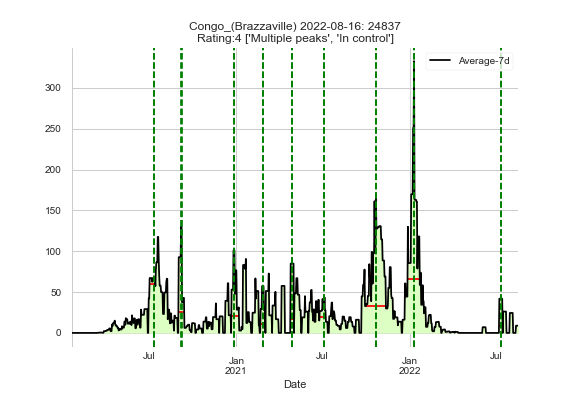 Congo_(Brazzaville) 2022-08-16: 24837
Rating:4 ['Multiple peaks', 'In control']
Average-7d
300
250
200
150
100
50
0
Jul
Jan
2021
Jul
Jan
2022
Jul
Date